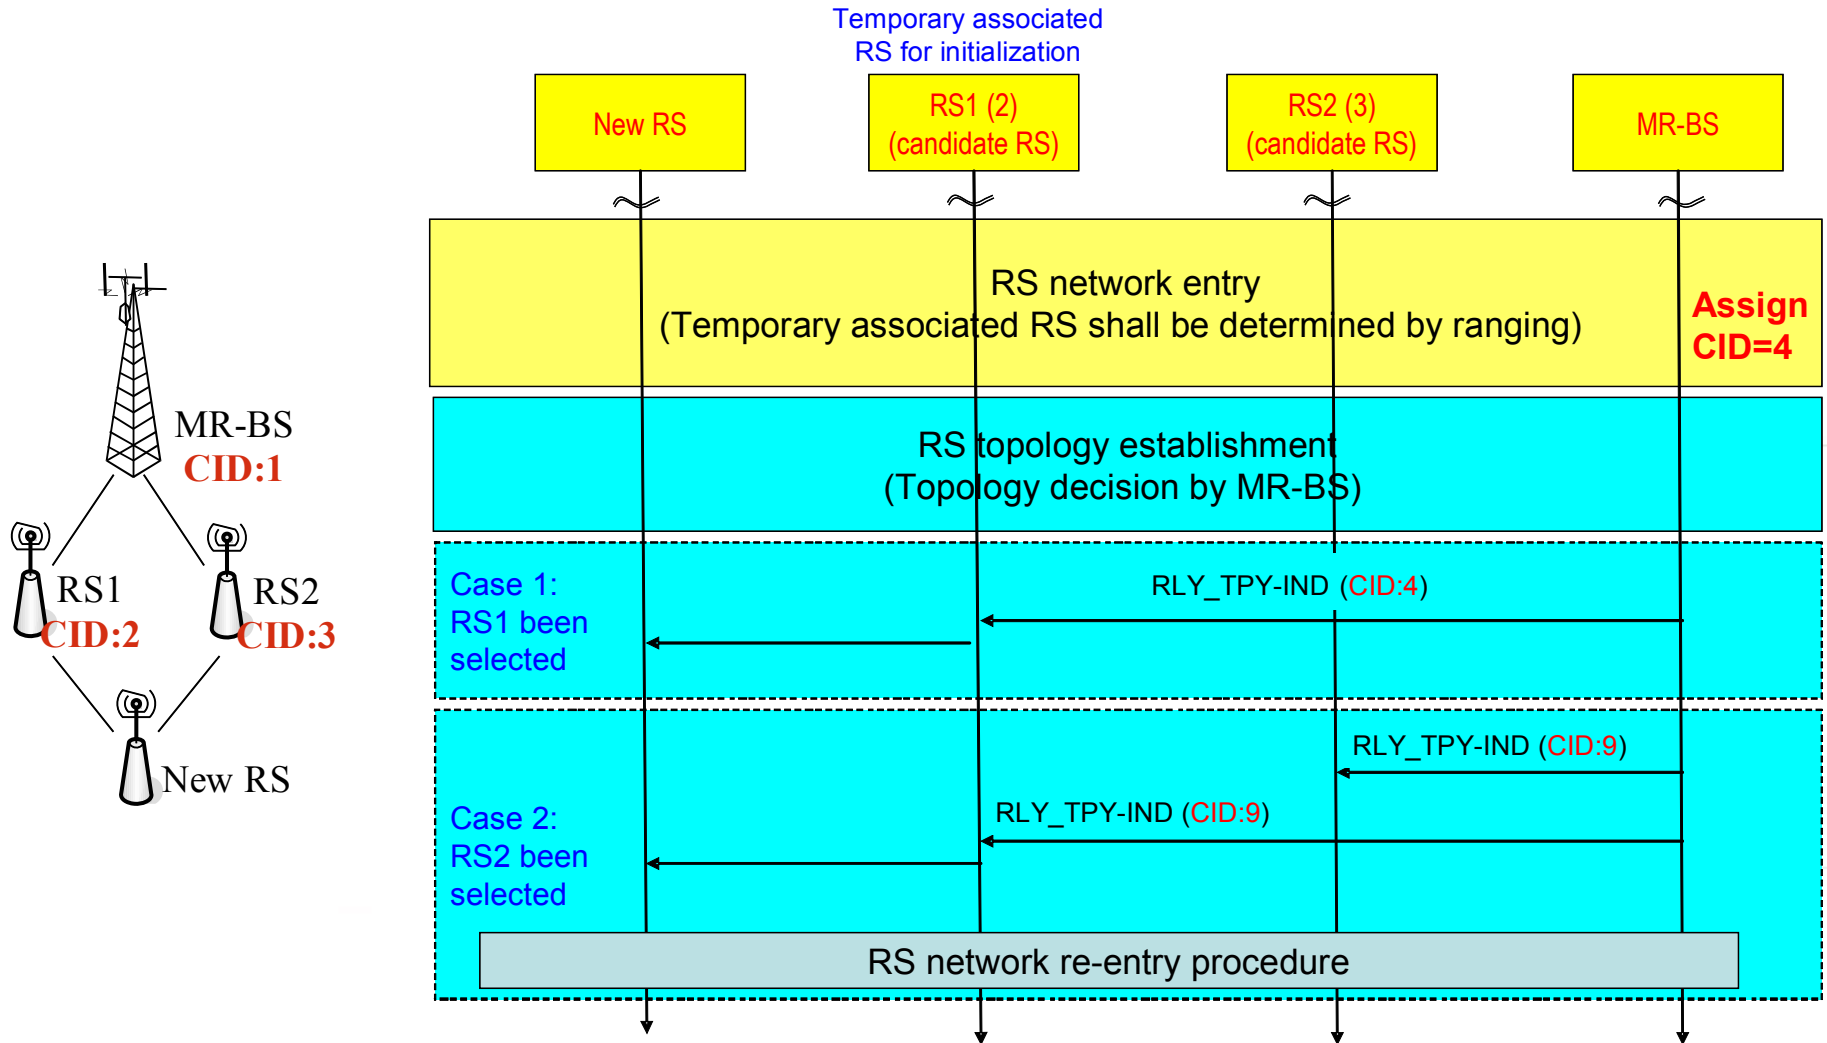 Temporary associated
RS for initialization
New RS
RS1 (2)
(candidate RS)
RS2 (3)
(candidate RS)
MR-BS
RS network entry
(Temporary associated RS shall be determined by ranging)
Assign
CID=4
MR-BS
CID:1
RS topology establishment
(Topology decision by MR-BS)
RS1
CID:2
RS2
CID:3
New RS
Case 1:
RS1 been
selected
RLY_TPY-IND (CID:4)
RLY_TPY-IND (CID:9)
RLY_TPY-IND (CID:9)
Case 2:
RS2 been
selected
RS network re-entry procedure